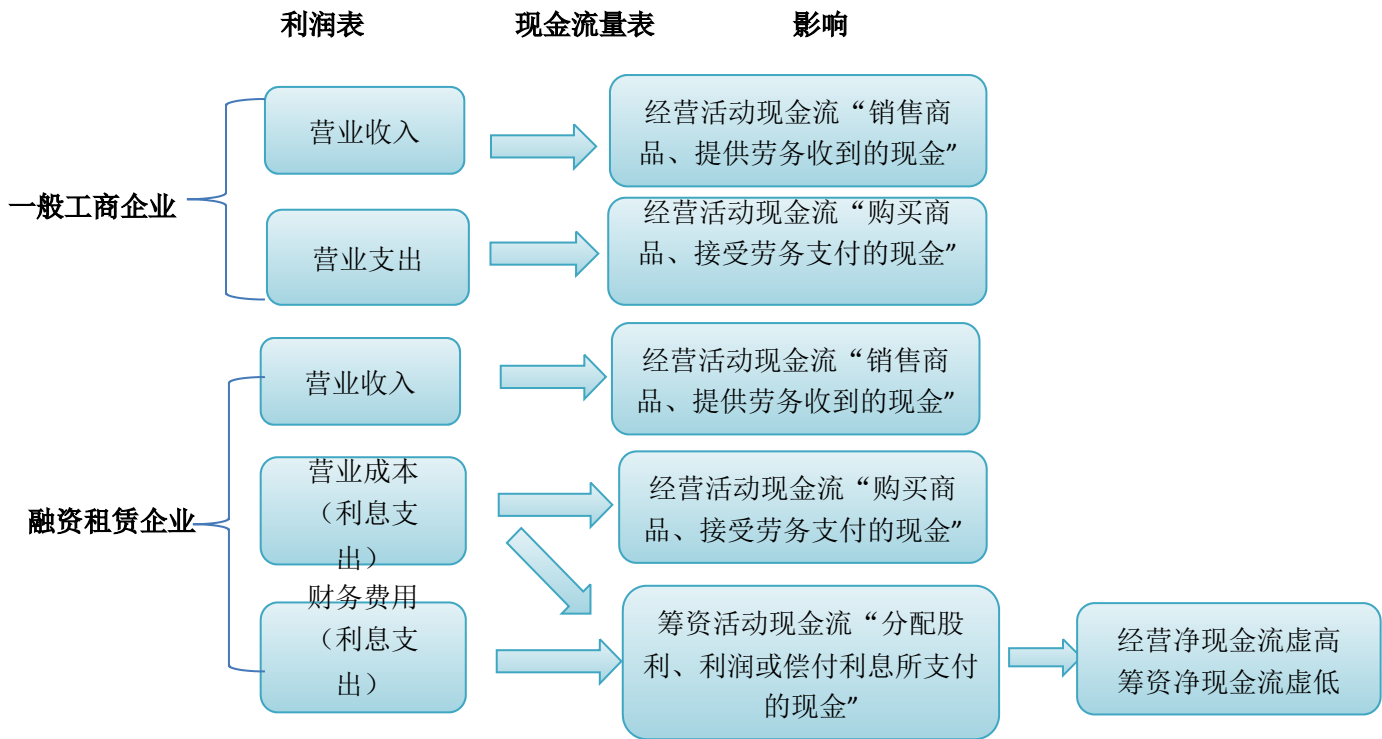 利润表
现金流量表
影响
一般工商企业
营业收入
经营活动现金流“销售商
品、提供劳务收到的现金”
营业支出
经营活动现金流“购买商
品、接受劳务支付的现金”
融资租赁企业
营业收入
经营活动现金流“销售商
品、提供劳务收到的现金”
营业成本
（利息支
出）
经营活动现金流“购买商
品、接受劳务支付的现金”
财务费用
（利息支
出）
筹资活动现金流“分配股
利、利润或偿付利息所支付
的现金”
经营净现金流虚高
筹资净现金流虚低